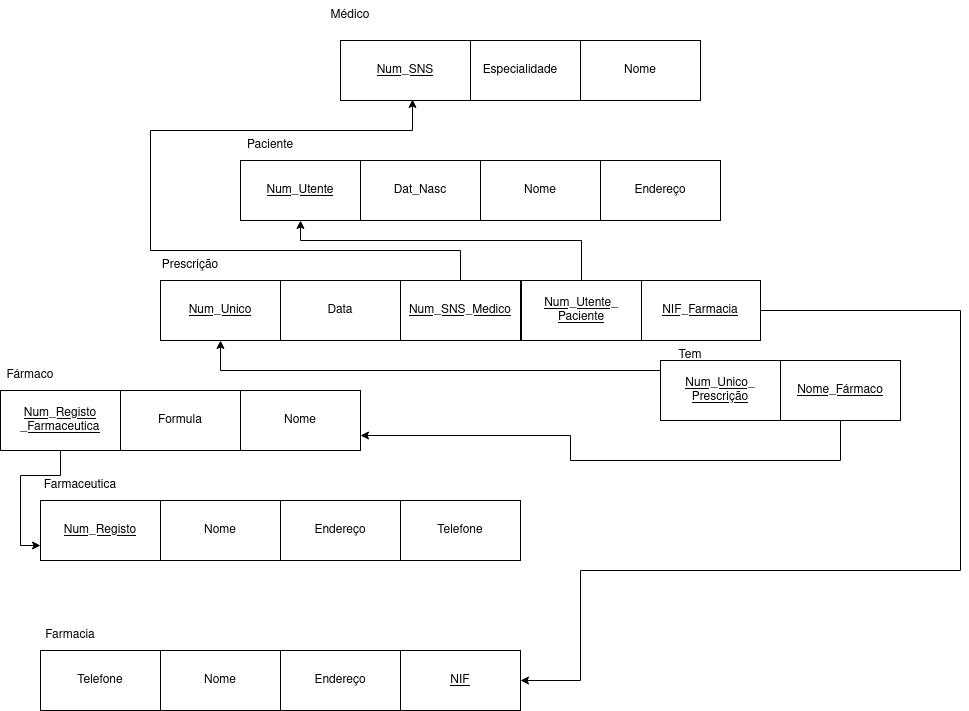 Médico
Num_SNS
Especialidade
Nome
Paciente
Num_Utente
Dat_Nasc
Nome
Endereço
Prescrição
Num_Unico
Data
Num_SNS_Medico
Num_Utente_
Paciente
NIF_Farmacia
Tem
Num_Unico_
Prescrição
Nome_Fármaco
Fármaco
Num_Registo
_Farmaceutica
Formula
Nome
Farmaceutica
Num_Registo
Nome
Endereço
Telefone
Farmacia
Telefone
Nome
Endereço
NIF